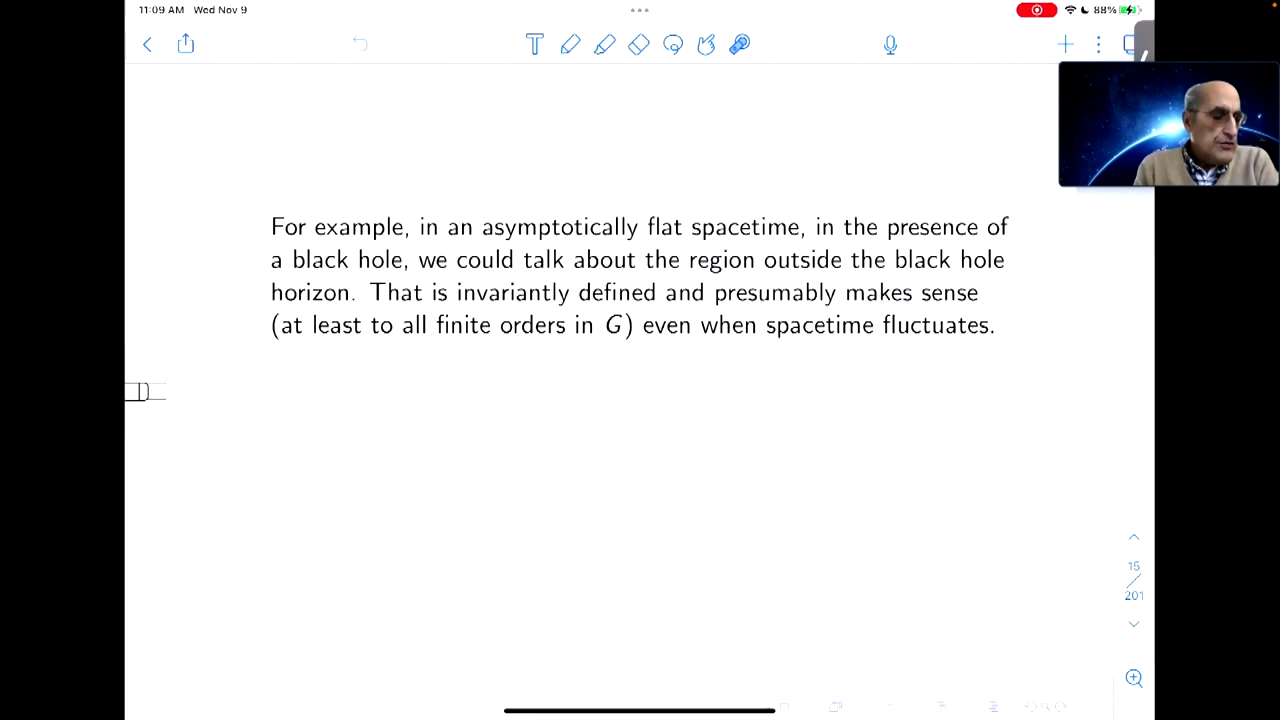 11:09 AM Wed Nov 9
88%
For example, in an asymptotically flat spacetime, in the presence of
a black hole, we could talk about the region outside the black hole
horizon. That is invariantly defined and presumably makes sense
(at least to all finite orders in G) even when spacetime fluctuates.
15
201